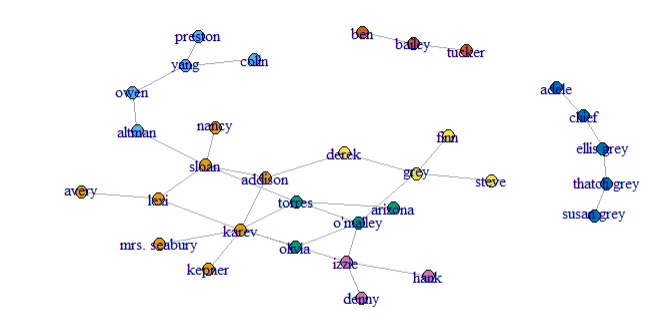 preston
ben
bailey
tucker
yang
colin
owen
adele
chief
altman
nancy
finn
ellis grey
derek
sloan
addison
grey
steve
thatch grey
avery
lexi
torres
arizona
susan grey
o'malley
karev
mrs. seabury
olivia
izzie
kepner
hank
denny